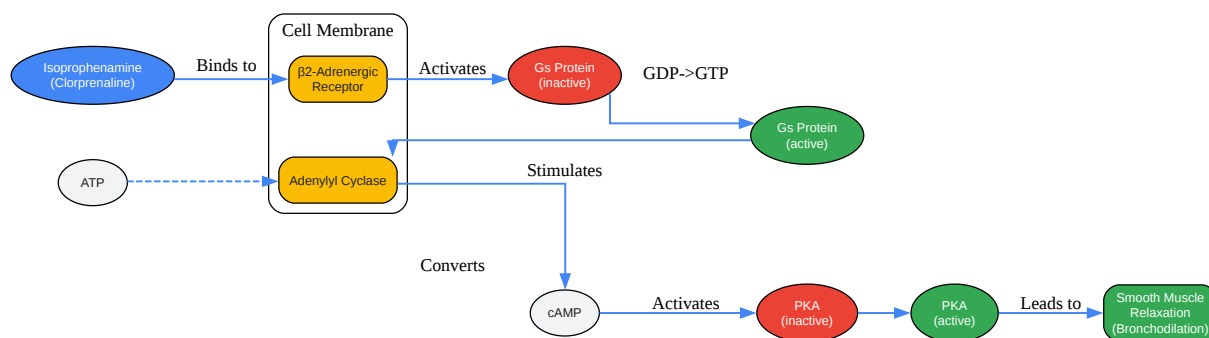 Cell Membrane
Isoprophenamine
(Clorprenaline)
Binds to
β2-Adrenergic
Receptor
Activates
Gs Protein
(inactive)
GDP->GTP
Gs Protein
(active)
ATP
Adenylyl Cyclase
Stimulates
Converts
cAMP
Activates
PKA
(inactive)
PKA
(active)
Leads to
Smooth Muscle
Relaxation
(Bronchodilation)